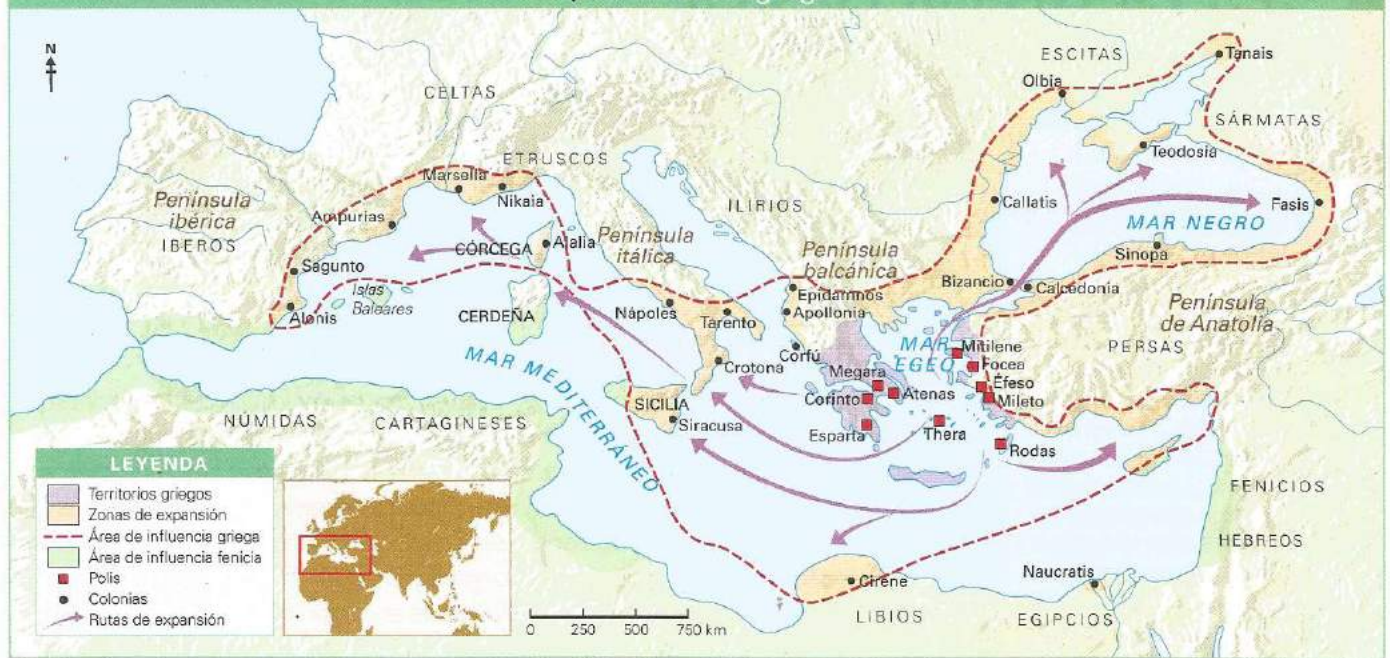 N
ESCITAS
Tanais
Olbia
CELTAS
SÁRMATAS
Teodosia
ETRUSCOS
Marsella
Nikaia
Península
ibérica
IBEROS
Ampurias
ILIRIOS
Callatis
Fasis
MAR NEGRO
CÓRCEGA
Alalia
Península
itálica
Península
balcánica
Sinopa
Sagunto
Islas
Baleares
Alonis
CERDEÑA
Nápoles
Tarento
Epidamnos
Apollonia
Bizancio
Calcedonia
Península
de Anatolia
PERSAS
MAR
EGEO
Mitilene
Focea
Éfeso
Mileto
Corfú
Crotona
Megara
Corinto
Atenas
Esparta
Thera
Rodas
MAR MEDITERRÁNEO
SICILIA
Siracusa
NÚMIDAS
CARTAGINESES
FENICIOS
HEBREOS
Naucratis
Cirene
LIBIOS
EGIPCIOS
LEYENDA
Territorios griegos
Zonas de expansión
Área de influencia griega
Área de influencia fenicia
Polis
Colonias
Rutas de expansión
0 250 500 750 km